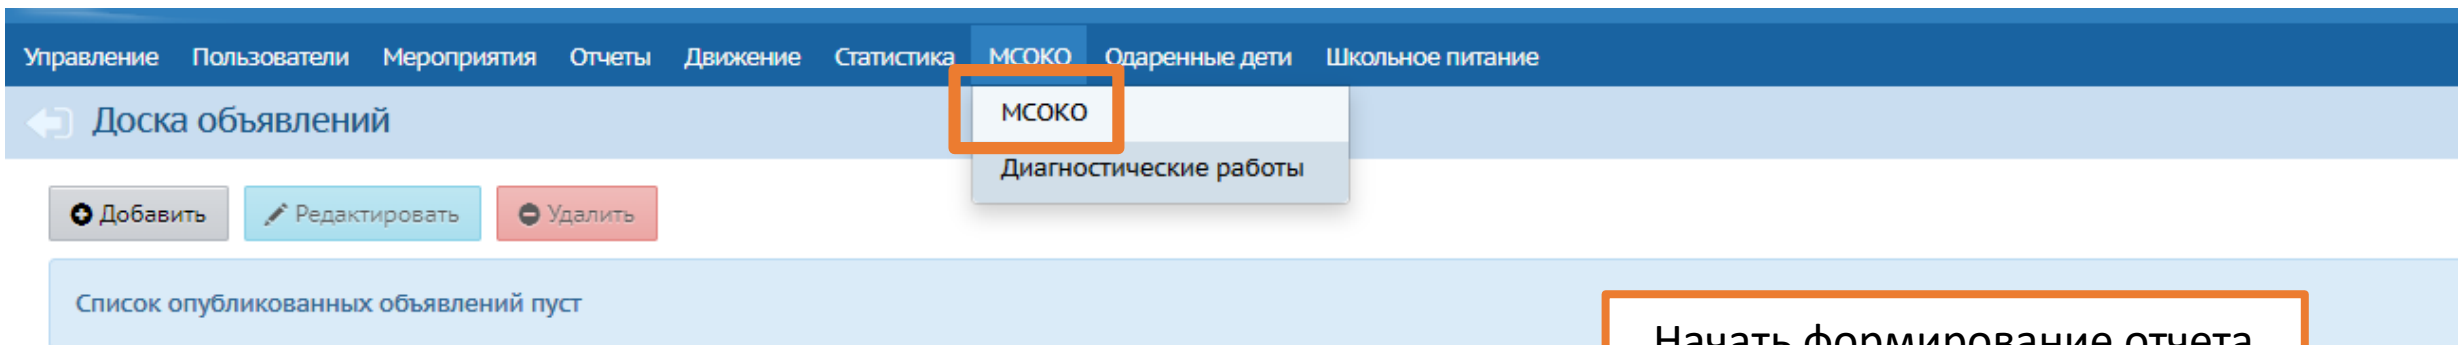 Управление Пользователи Мероприятия Отчеты Движение Статистика МСОКО Одаренные дети Школьное питание
Доска объявлений
МСОКО
Диагностические работы
Добавить Редактировать Удалить
Список опубликованных объявлений пуст
Начать формирование отчета